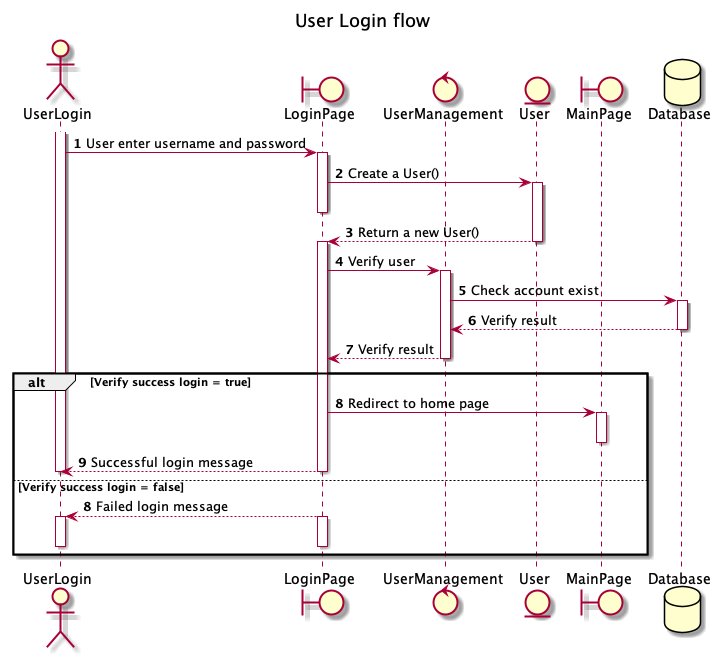 User Login flow
UserLogin LoginPage UserManagement User MainPage Database
1 User enter username and password
2 Create a User()
3 Return a new User()
4 Verify user
5 Check account exist
6 Verify result
7 Verify result
alt [Verify success login = true]
8 Redirect to home page
9 Successful login message
[Verify success login = false]
8 Failed login message
UserLogin LoginPage UserManagement User MainPage Database